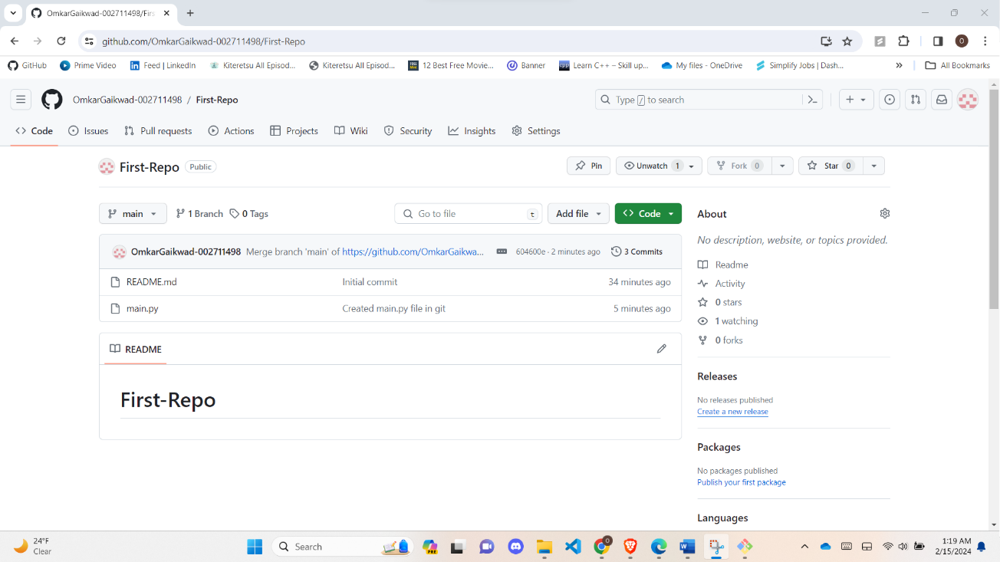 OmkarGaikwad-002711498/Firs
github.com/OmkarGaikwad-002711498/First-Repo
GitHub Prime Video Feed | LinkedIn Kiteretsu All Episod... Kiteretsu All Episod... 12 Best Free Movie... Banner Learn C++ – Skill up... My files - OneDrive Simplify Jobs | Dash... » All Bookmarks
OmkarGaikwad-002711498 / First-Repo Type / to search
Code Issues Pull requests Actions Projects Wiki Security Insights Settings
First-Repo Public Pin Unwatch 1 Fork 0 Star 0
main 1 Branch 0 Tags Go to file t Add file Code
OmkarGaikwad-002711498 Merge branch 'main' of https://github.com/OmkarGaikwa... 604600e · 2 minutes ago 3 Commits
README.md Initial commit 34 minutes ago
main.py Created main.py file in git 5 minutes ago
README
First-Repo
About
No description, website, or topics provided.
Readme
Activity
0 stars
1 watching
0 forks
Releases
No releases published
Create a new release
Packages
No packages published
Publish your first package
Languages
24°F
Clear
Search
PRE
O
1:19 AM
2/15/2024